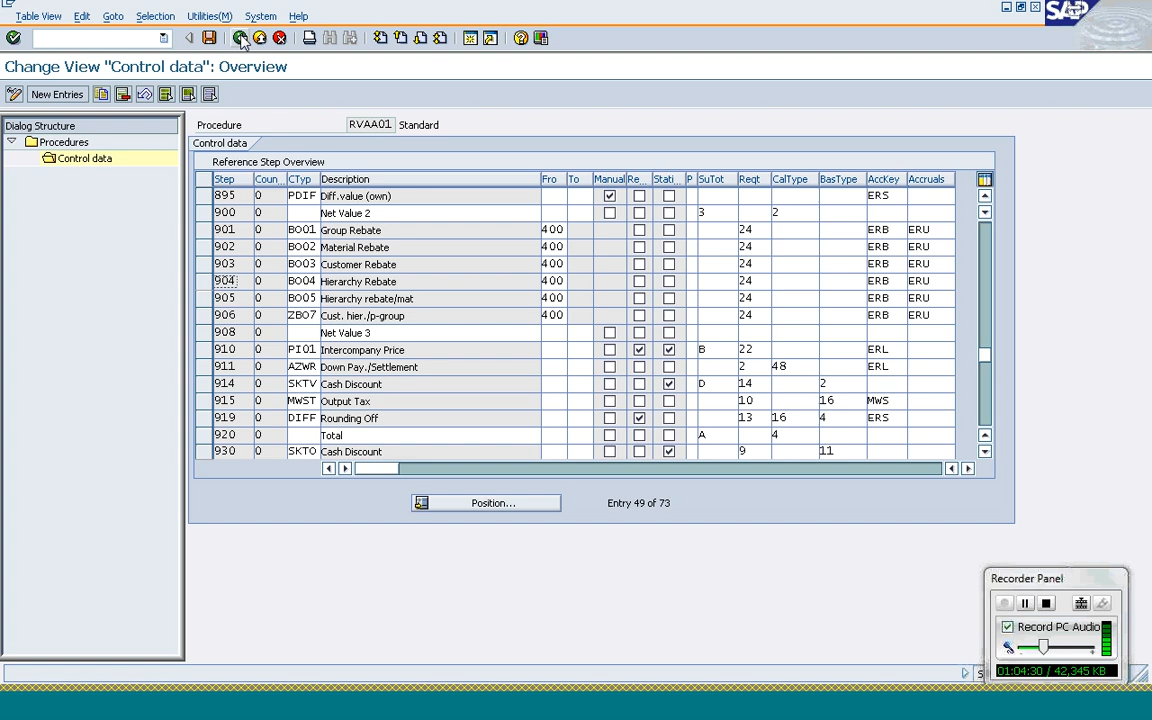 Table View Edit Goto Selection Utilities(M) System Help
SAP
Change View "Control data": Overview
New Entries
Dialog Structure
Procedures
Control data
Procedure RVAA01 Standard
Control data
Reference Step Overview
Step Coun... CTyp Description Fro To Manual Re... Stati... P SuTot Reqt CalType BasType AccKey Accruals
895 0 PDIF Diff.value (own) ERS
900 0 Net Value 2 3 2
901 0 BO01 Group Rebate 400 24 ERB ERU
902 0 BO02 Material Rebate 400 24 ERB ERU
903 0 BO03 Customer Rebate 400 24 ERB ERU
904 0 BO04 Hierarchy Rebate 400 24 ERB ERU
905 0 BO05 Hierarchy rebate/mat 400 24 ERB ERU
906 0 ZBO7 Cust. hier./p-group 400 24 ERB ERU
908 0 Net Value 3
910 0 PI01 Intercompany Price B 22 ERL
911 0 AZWR Down Pay./Settlement 2 48 ERL
914 0 SKTV Cash Discount D 14 2
915 0 MWST Output Tax 10 16 MWS
919 0 DIFF Rounding Off 13 16 4 ERS
920 0 Total A 4
930 0 SKTO Cash Discount 9 11
Position... Entry 49 of 73
Recorder Panel
Record PC Audio
01:04:30 / 42,345 KB